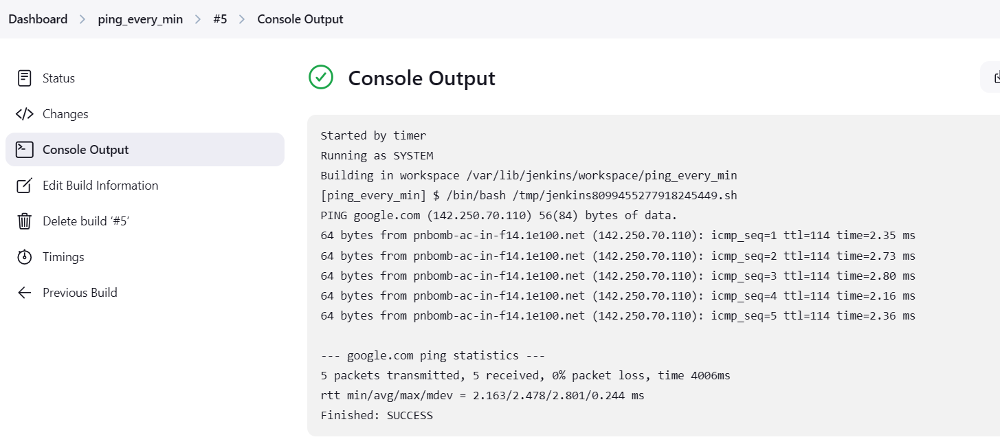 Dashboard > ping_every_min > #5 > Console Output
Status
Changes
Console Output
Edit Build Information
Delete build ‘#5’
Timings
Previous Build
Console Output
Started by timer
Running as SYSTEM
Building in workspace /var/lib/jenkins/workspace/ping_every_min
[ping_every_min] $ /bin/bash /tmp/jenkins8099455277918245449.sh
PING google.com (142.250.70.110) 56(84) bytes of data.
64 bytes from pnbomb-ac-in-f14.1e100.net (142.250.70.110): icmp_seq=1 ttl=114 time=2.35 ms
64 bytes from pnbomb-ac-in-f14.1e100.net (142.250.70.110): icmp_seq=2 ttl=114 time=2.73 ms
64 bytes from pnbomb-ac-in-f14.1e100.net (142.250.70.110): icmp_seq=3 ttl=114 time=2.80 ms
64 bytes from pnbomb-ac-in-f14.1e100.net (142.250.70.110): icmp_seq=4 ttl=114 time=2.16 ms
64 bytes from pnbomb-ac-in-f14.1e100.net (142.250.70.110): icmp_seq=5 ttl=114 time=2.36 ms
--- google.com ping statistics ---
5 packets transmitted, 5 received, 0% packet loss, time 4006ms
rtt min/avg/max/mdev = 2.163/2.478/2.801/0.244 ms
Finished: SUCCESS